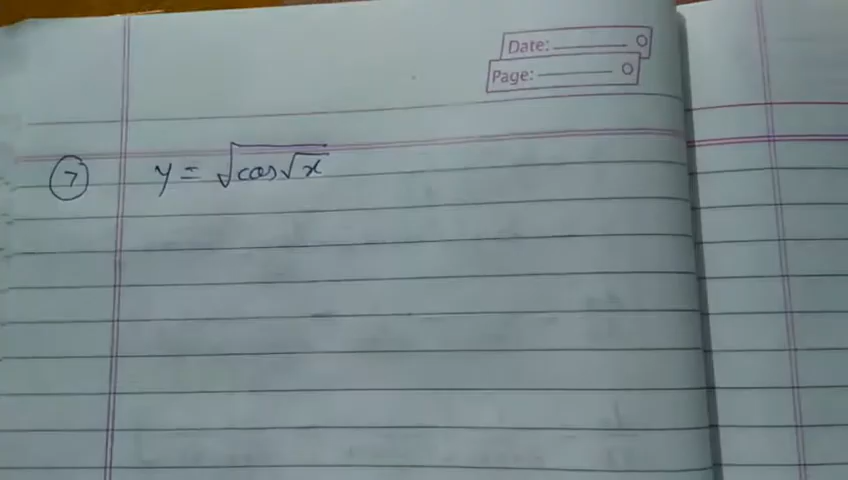 Date:
Page:
7 y = √cos√x